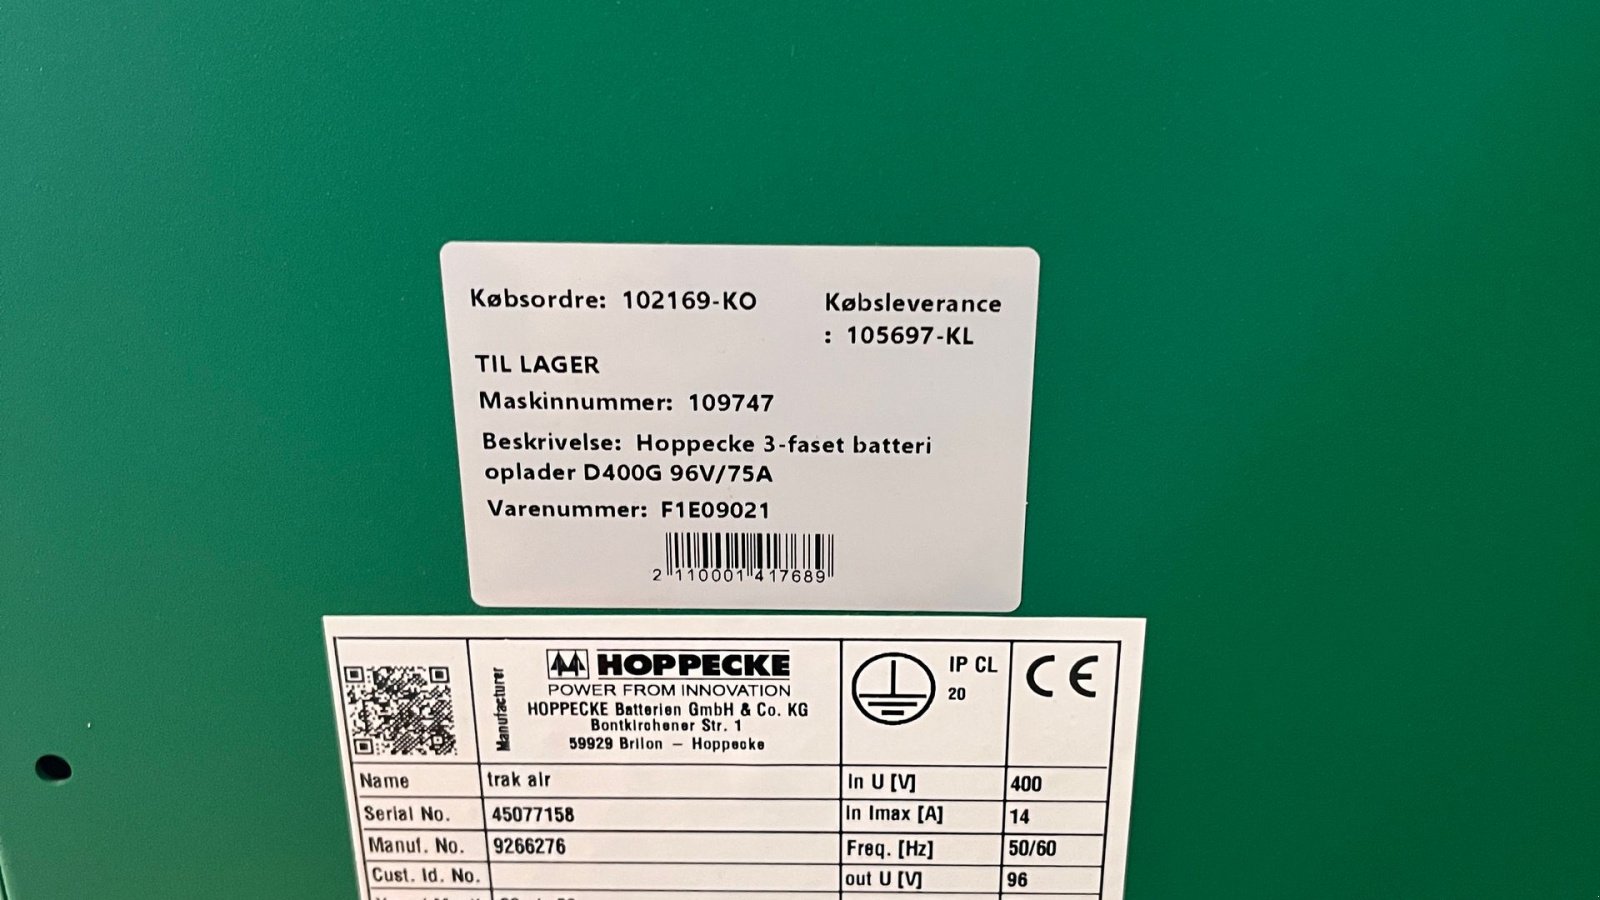 Købsordre: 102169-KO
Købsleverance
: 105697-KL
TIL LAGER
Maskinnummer: 109747
Beskrivelse: Hoppecke 3-faset batteri
oplader D400G 96V/75A
Varenummer: F1E09021
2 110001 417689
Manufacturer
HOPPECKE
POWER FROM INNOVATION
HOPPECKE Batterien GmbH & Co. KG
Bontkirchener Str. 1
59929 Brilon – Hoppecke
IP CL
20
CE
Name trak air
In U [V] 400
Serial No. 45077158
In Imax [A] 14
Manuf. No. 9266276
Freq. [Hz] 50/60
Cust. Id. No.
out U [V] 96